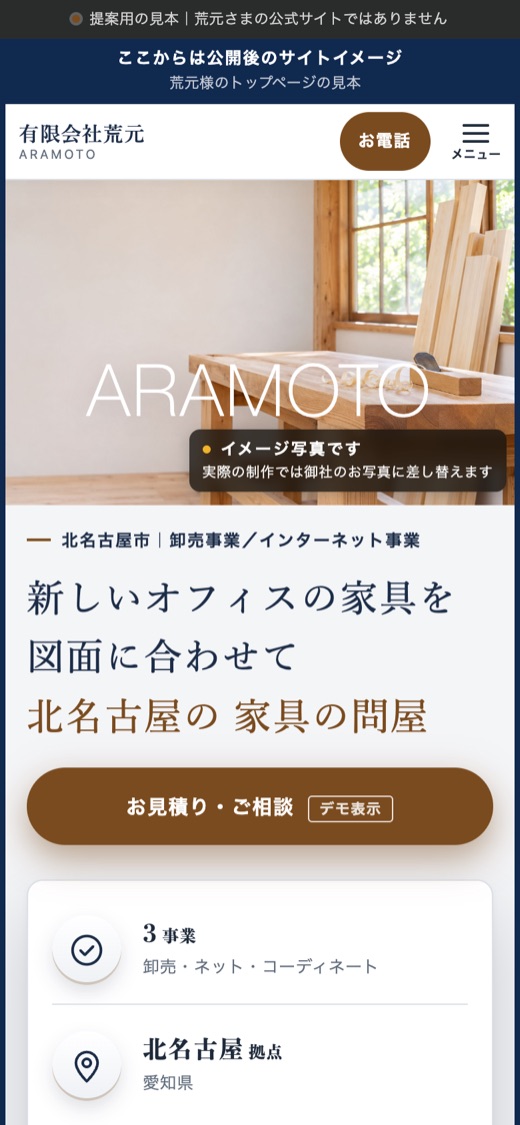 提案用の見本｜荒元さまの公式サイトではありません
ここからは公開後のサイトイメージ
荒元様のトップページの見本
有限会社荒元
ARAMOTO
お電話
メニュー
ARAMOTO
イメージ写真です
実際の制作では御社のお写真に差し替えます
北名古屋市｜卸売事業／インターネット事業
新しいオフィスの家具を
図面に合わせて
北名古屋の 家具の問屋
お見積り・ご相談 デモ表示
3 事業
卸売・ネット・コーディネート
北名古屋 拠点
愛知県